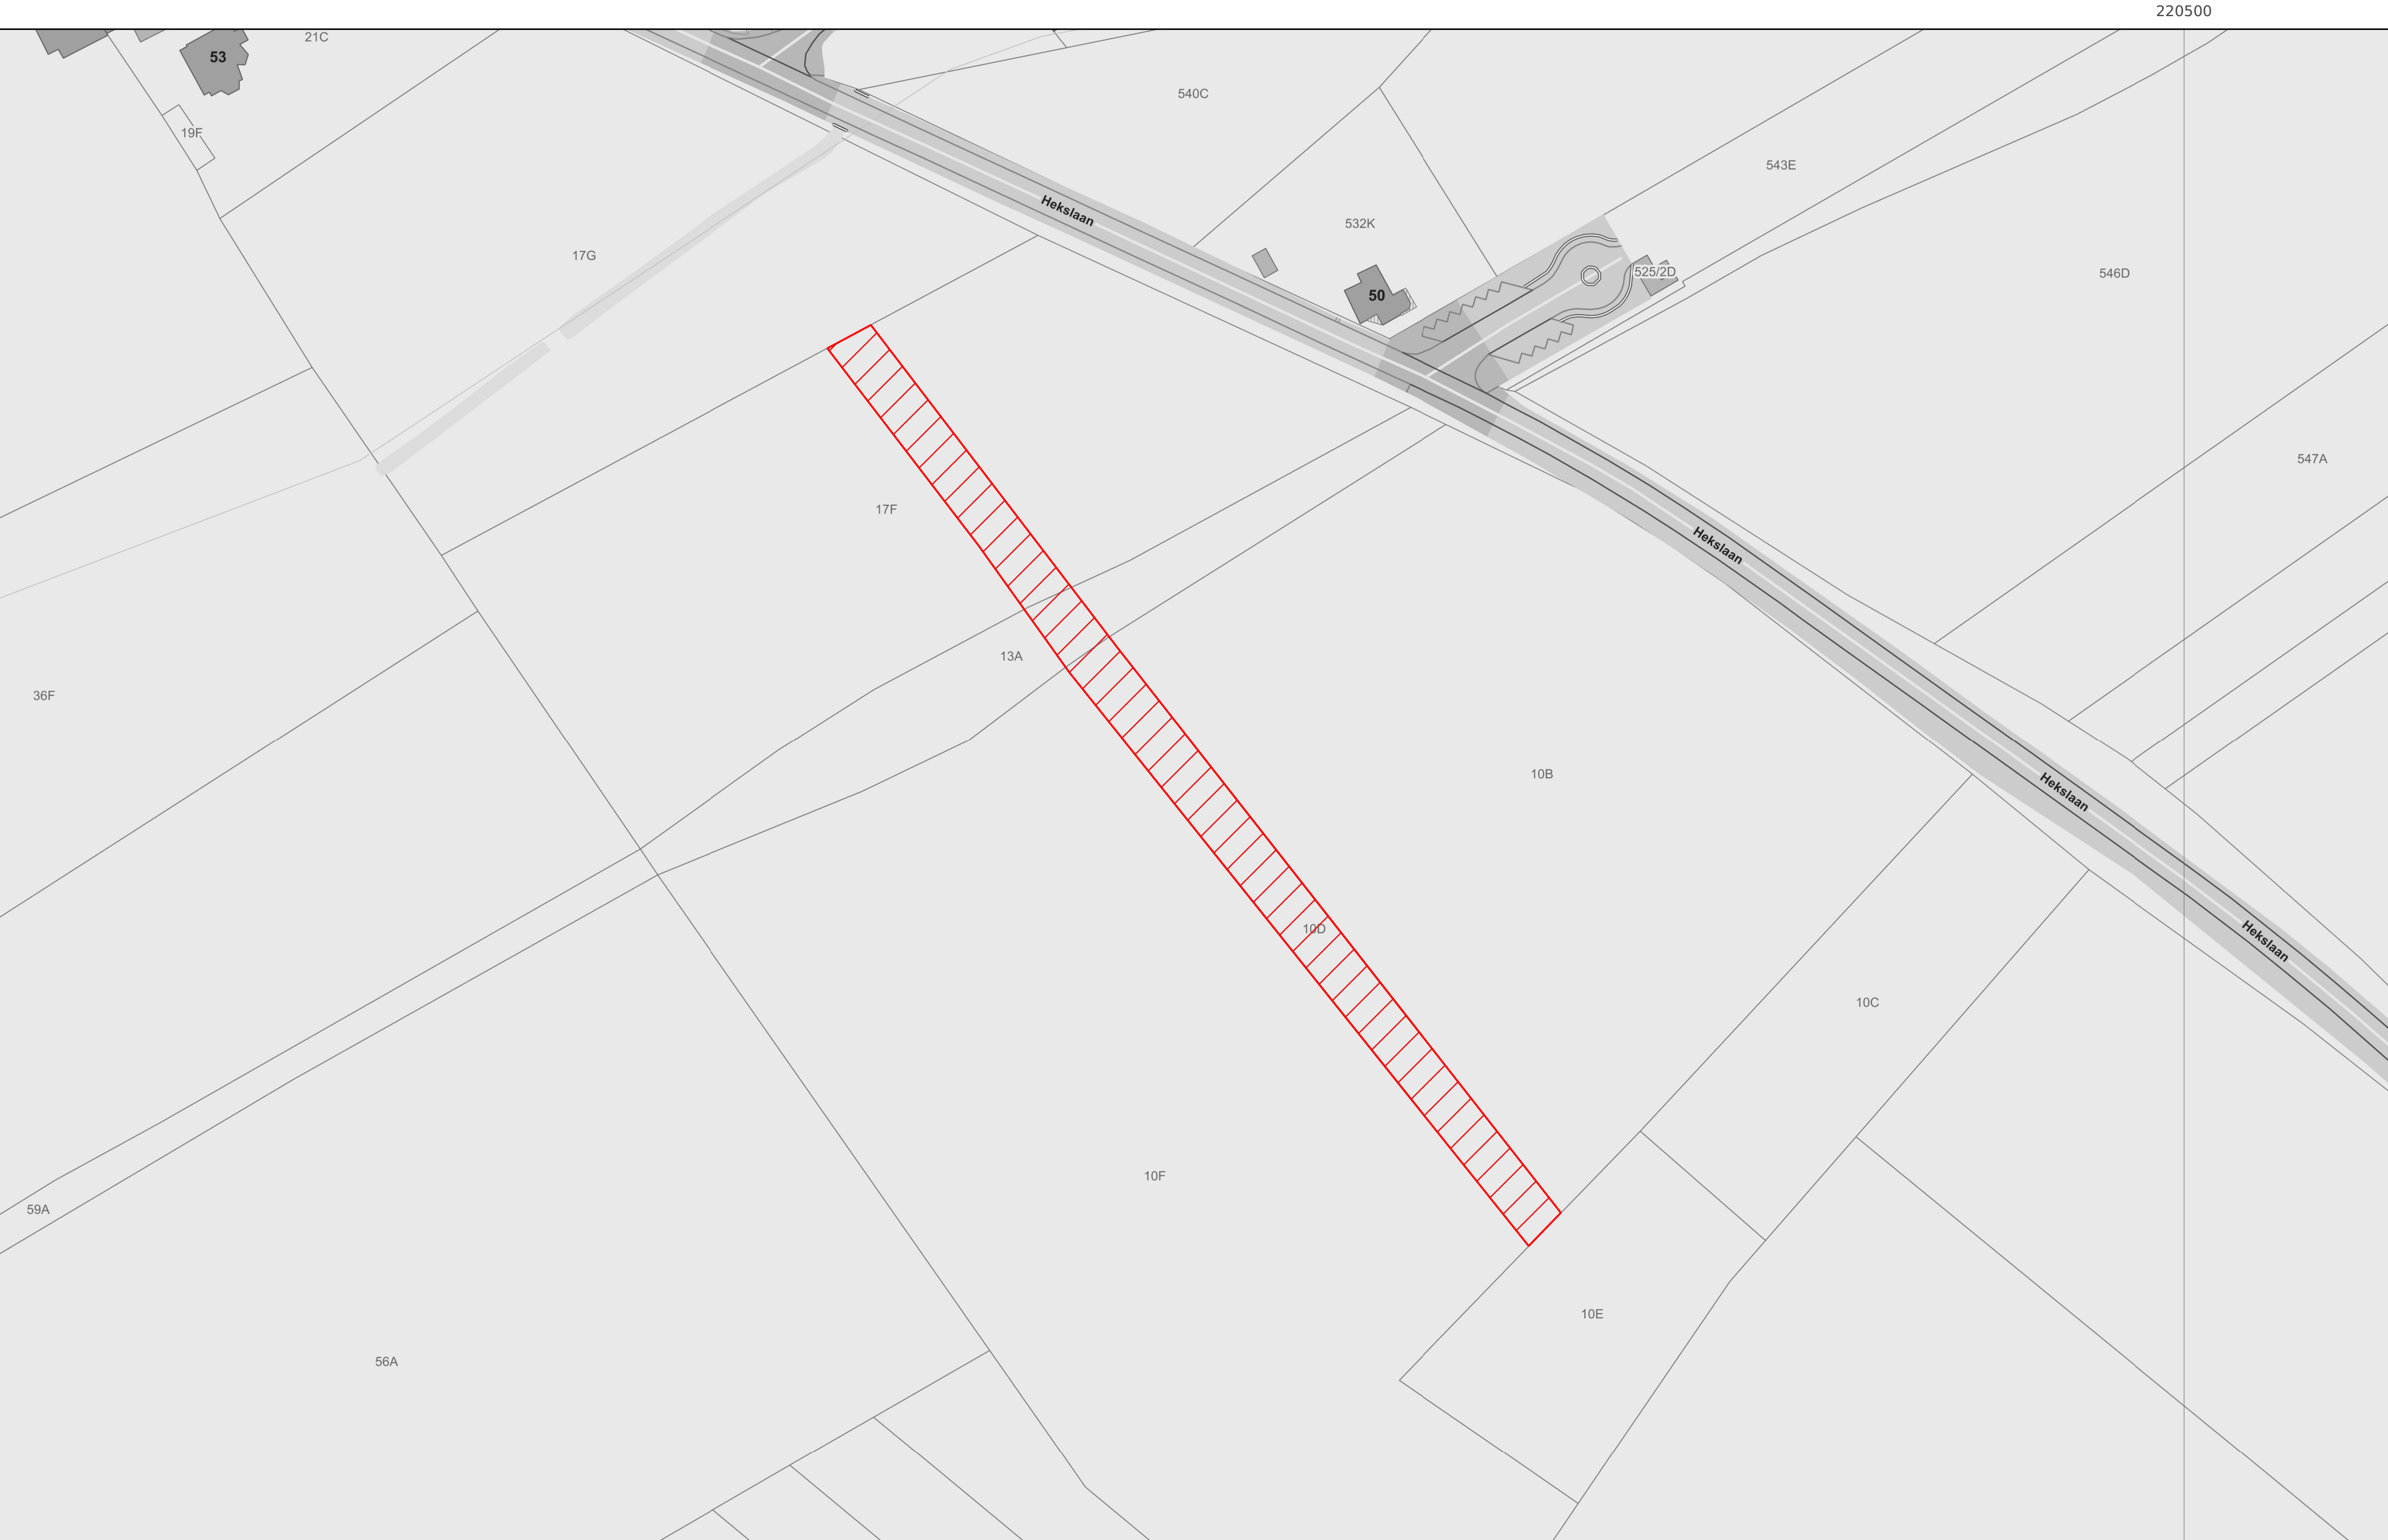 220500
21C
53
540C
19F
543E
Hekslaan
532K
17G
525/2D
546D
50
547A
17F
Hekslaan
13A
36F
10B
Hekslaan
10D
Hekslaan
10C
10F
59A
10E
56A